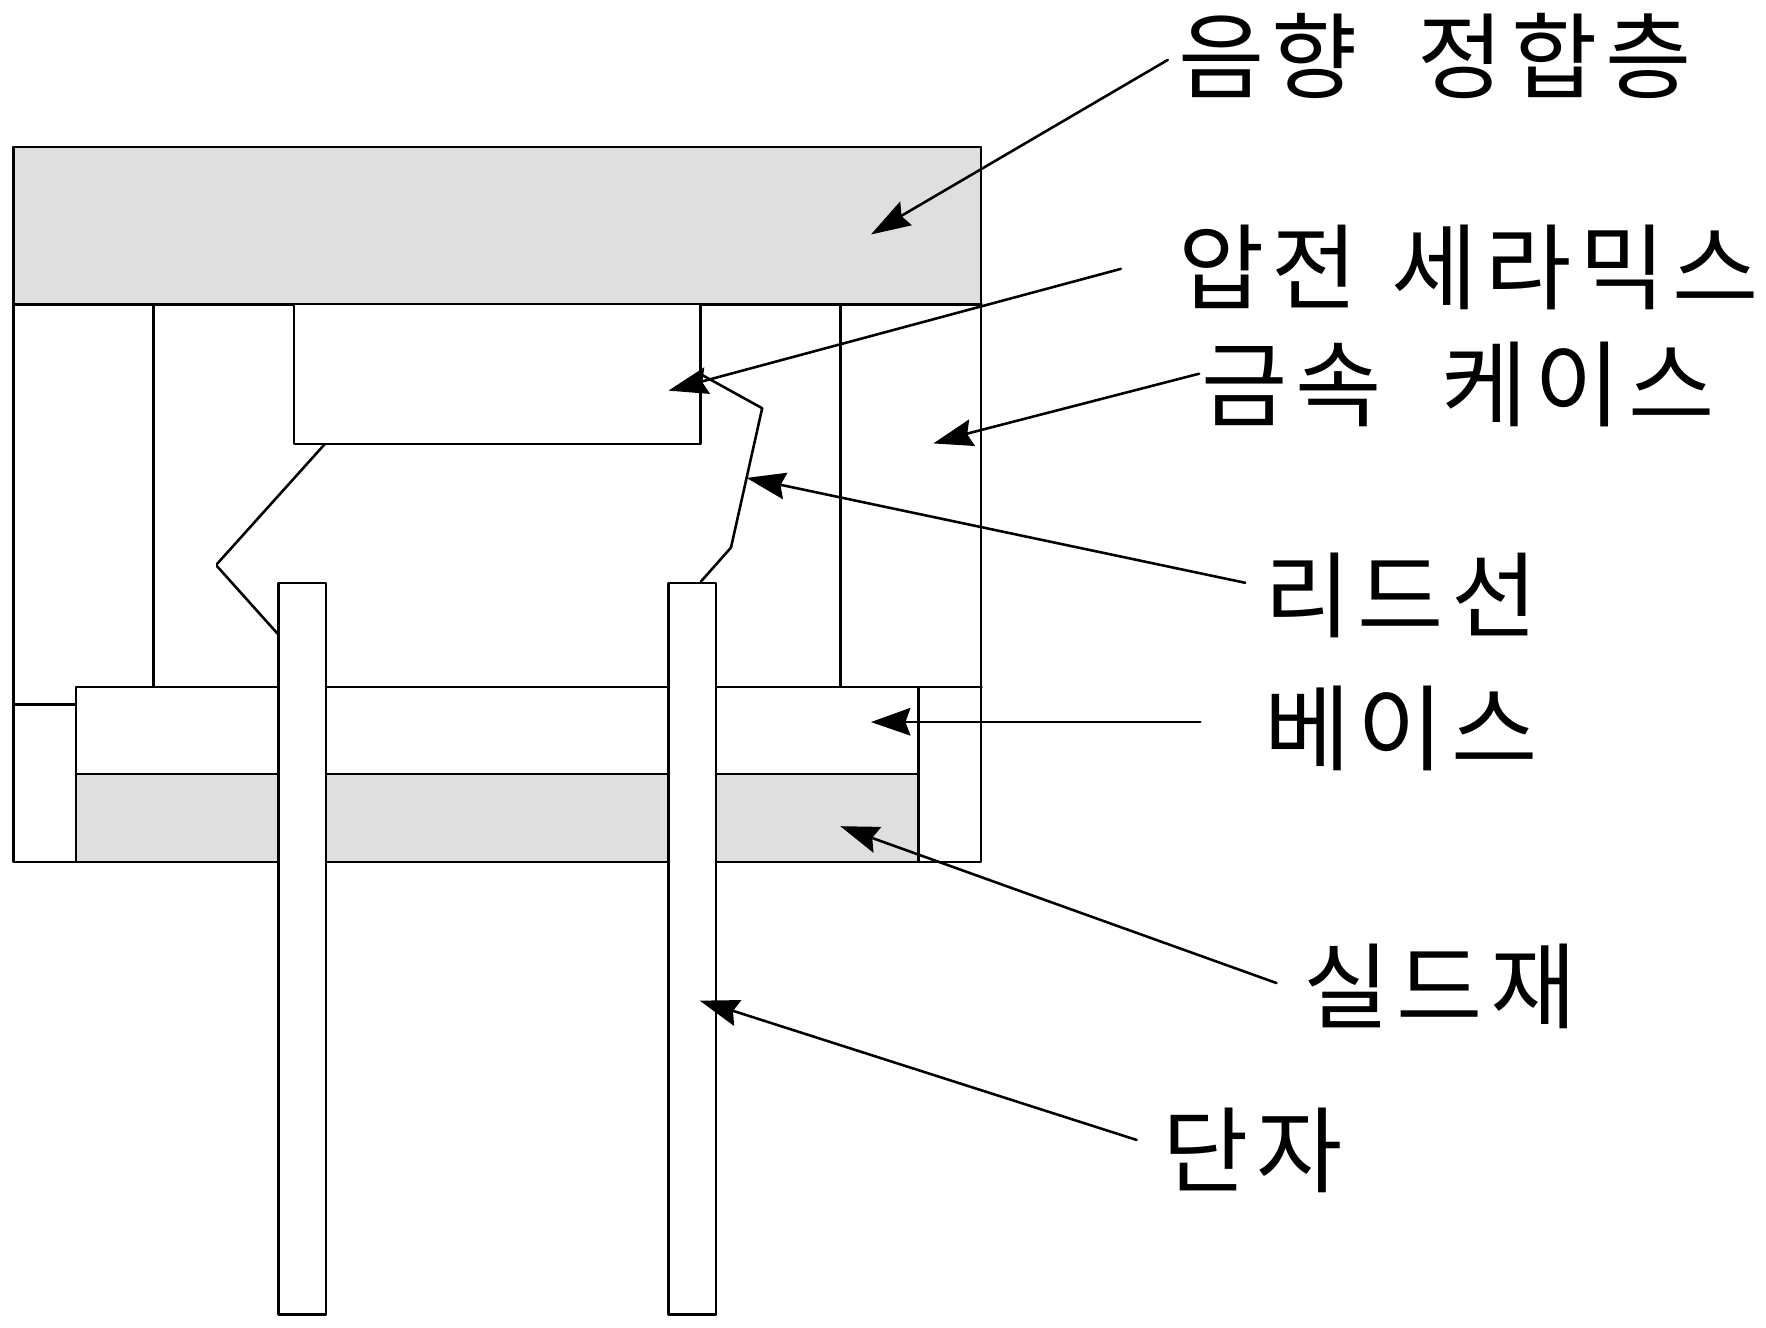 음향 정합층
압전 세라믹스
금속 케이스
리드선
베이스
실드재
단자